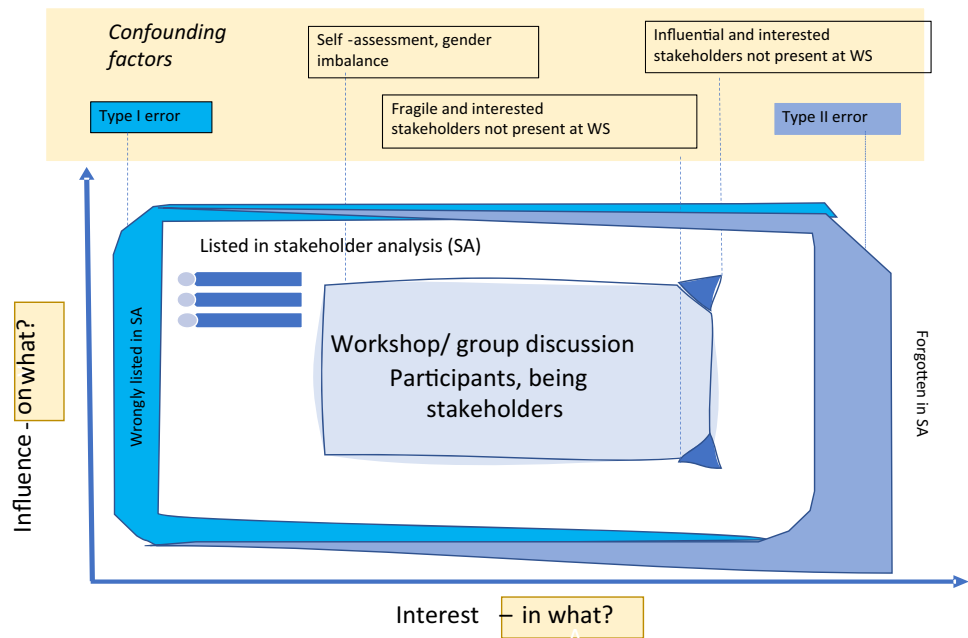 Confounding
factors
Self -assessment, gender
imbalance
Influential and interested
stakeholders not present at WS
Type I error
Fragile and interested
stakeholders not present at WS
Type II error
Listed in stakeholder analysis (SA)
Workshop/ group discussion
Participants, being
stakeholders
Wrongly listed in SA
Forgotten in SA
Influence - on what?
Interest – in what?